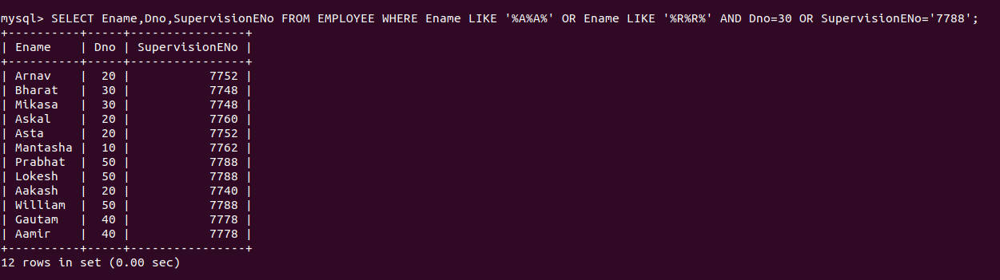 mysql> SELECT Ename,Dno,SupervisionENo FROM EMPLOYEE WHERE Ename LIKE '%A%A%' OR Ename LIKE '%R%R%' AND Dno=30 OR SupervisionENo='7788';
+----------+-----+----------------+
| Ename    | Dno | SupervisionENo |
+----------+-----+----------------+
| Arnav    |  20 |           7752 |
| Bharat   |  30 |           7748 |
| Mikasa   |  30 |           7748 |
| Askal    |  20 |           7760 |
| Asta     |  20 |           7752 |
| Mantasha |  10 |           7762 |
| Prabhat  |  50 |           7788 |
| Lokesh   |  50 |           7788 |
| Aakash   |  20 |           7740 |
| William  |  50 |           7788 |
| Gautam   |  40 |           7778 |
| Aamir    |  40 |           7778 |
+----------+-----+----------------+
12 rows in set (0.00 sec)